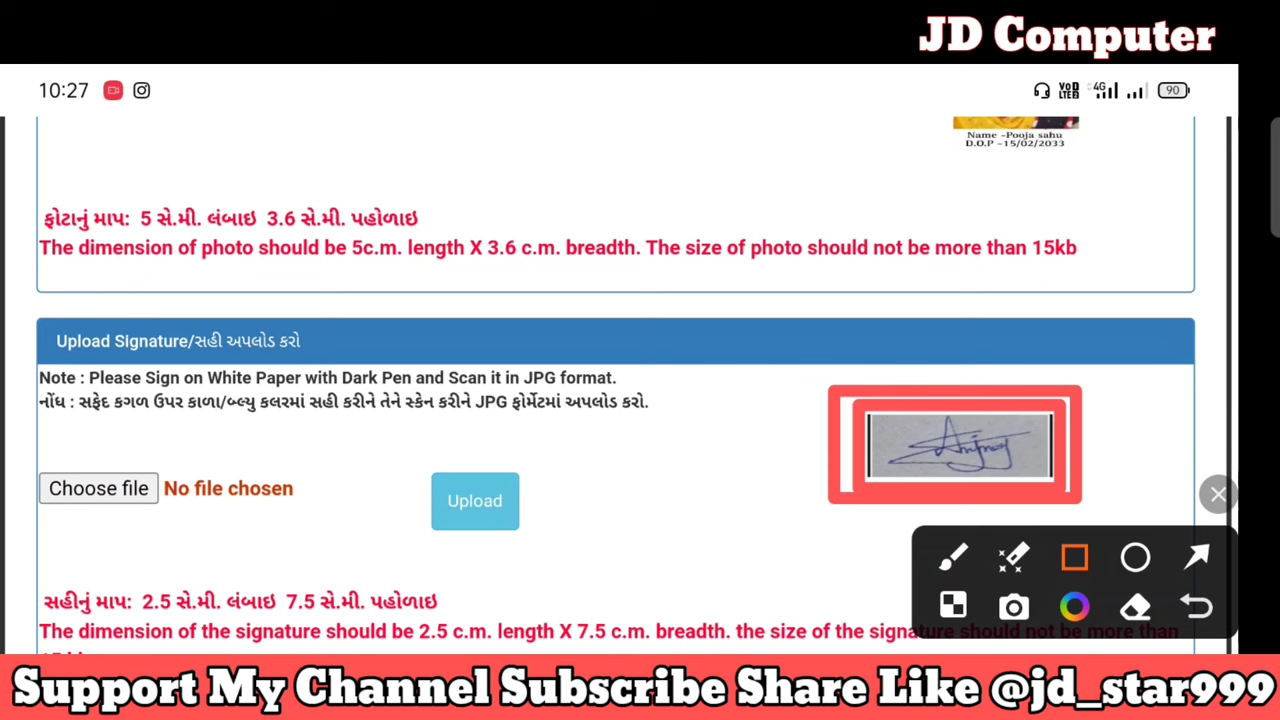 JD Computer
10:27
VoD LTE2 4G 90
Name -Pooja sahu
D.O.P -15/02/2033
ફોટાનું માપ: 5 સે.મી. લંબાઇ 3.6 સે.મી. પહોળાઇ
The dimension of photo should be 5c.m. length X 3.6 c.m. breadth. The size of photo should not be more than 15kb
Upload Signature/સહી અપલોડ કરો
Note : Please Sign on White Paper with Dark Pen and Scan it in JPG format.
નોંધ : સફેદ કગળ ઉપર કાળા/બ્લ્યુ કલરમાં સહી કરીને તેને સ્કેન કરીને JPG ફોર્મેટમાં અપલોડ કરો.
Choose file No file chosen
Upload
સહીનું માપ: 2.5 સે.મી. લંબાઇ 7.5 સે.મી. પહોળાઇ
The dimension of the signature should be 2.5 c.m. length X 7.5 c.m. breadth. the size of the signature should not be more than
Support My Channel Subscribe Share Like @jd_star999